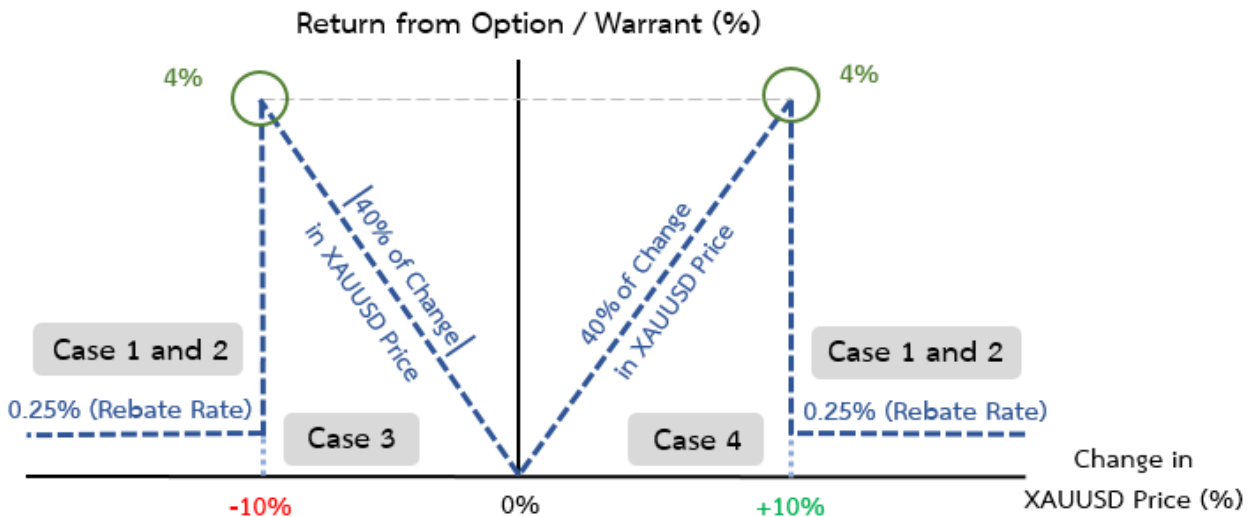 Return from Option / Warrant (%)
4%
4%
|40% of Change|
in XAUUSD Price
40% of Change
in XAUUSD Price
Case 1 and 2
Case 1 and 2
0.25% (Rebate Rate)
0.25% (Rebate Rate)
Case 3
Case 4
Change in
XAUUSD Price (%)
-10%
0%
+10%